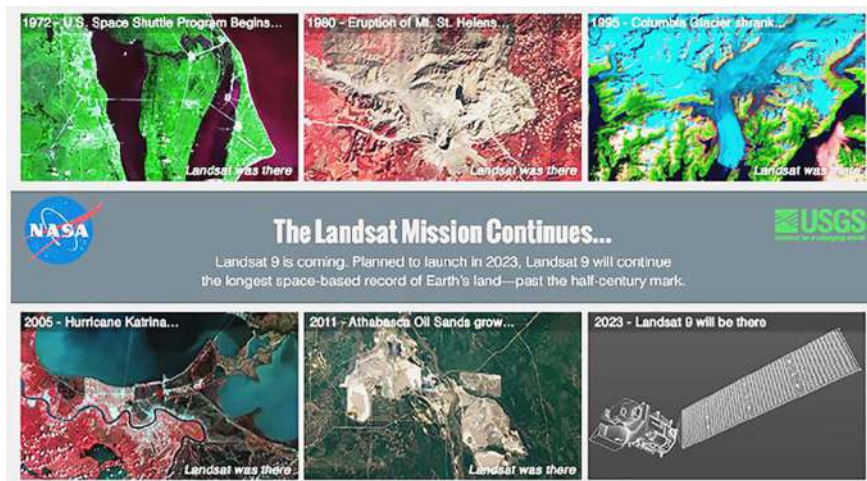 1972 - U.S. Space Shuttle Program Begins...
1980 - Eruption of Mt. St. Helens...
1995 - Columbia Glacier shrank...
Landsat was there
Landsat was there
Landsat was there
NASA
The Landsat Mission Continues...
USGS
Landsat 9 is coming. Planned to launch in 2023, Landsat 9 will continue
the longest space-based record of Earth's land—past the half-century mark.
2005 - Hurricane Katrina...
2011 - Athabasca Oil Sands grow...
2023 - Landsat 9 will be there
Landsat was there
Landsat was there